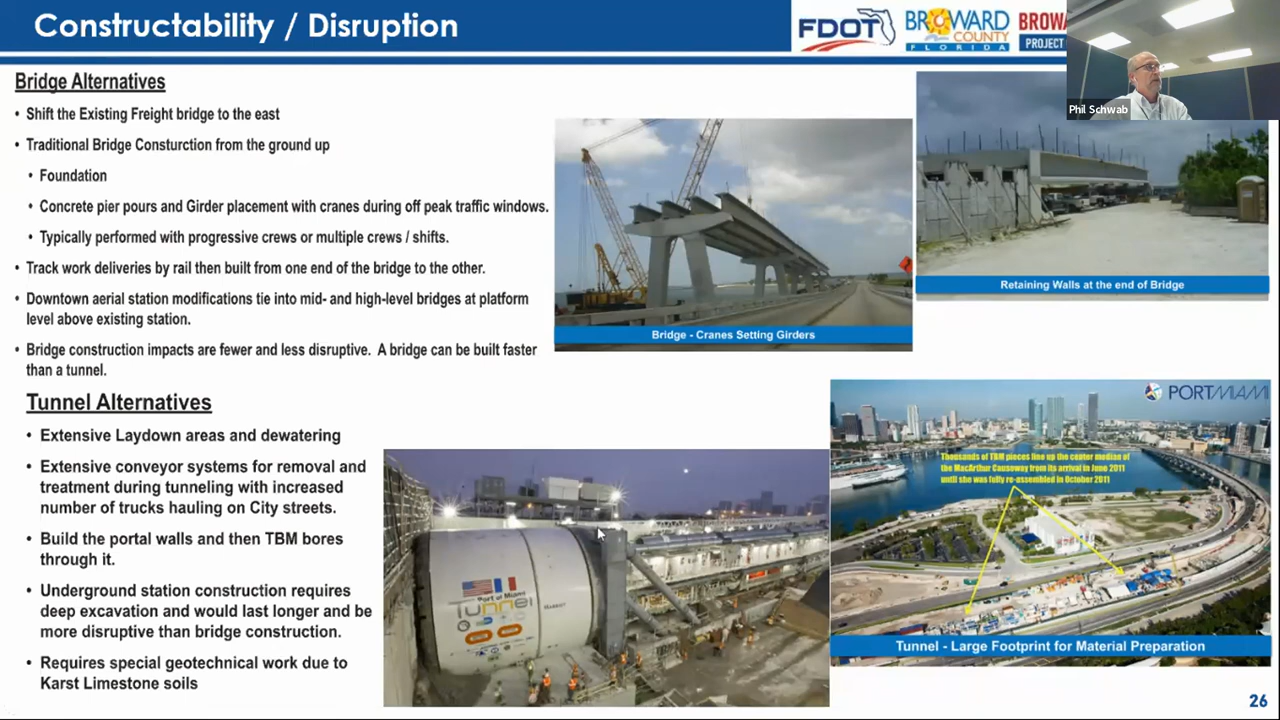 Constructability / Disruption
FDOT
BROWARD
COUNTY
FLORIDA
BROWA
PROJECT
Phil Schwab
Bridge Alternatives
• Shift the Existing Freight bridge to the east
• Traditional Bridge Consturction from the ground up
• Foundation
• Concrete pier pours and Girder placement with cranes during off peak traffic windows.
• Typically performed with progressive crews or multiple crews / shifts.
• Track work deliveries by rail then built from one end of the bridge to the other.
• Downtown aerial station modifications tie into mid- and high-level bridges at platform
level above existing station.
• Bridge construction impacts are fewer and less disruptive. A bridge can be built faster
than a tunnel.
Bridge - Cranes Setting Girders
Retaining Walls at the end of Bridge
Tunnel Alternatives
• Extensive Laydown areas and dewatering
• Extensive conveyor systems for removal and
treatment during tunneling with increased
number of trucks hauling on City streets.
• Build the portal walls and then TBM bores
through it.
• Underground station construction requires
deep excavation and would last longer and be
more disruptive than bridge construction.
• Requires special geotechnical work due to
Karst Limestone soils
Port of Miami
Tunnel
PORTMIAMI
Thousands of TBM pieces line up the center median of
the MacArthur Causeway from its arrival in June 2011
until she was fully re-assembled in October 2011
Tunnel - Large Footprint for Material Preparation
26